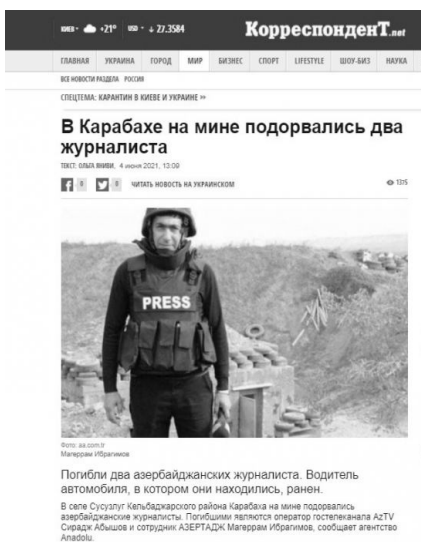 КИЕВ +21° USD ↓ 27.3584 КорреспонденТ.net
ГЛАВНАЯ УКРАИНА ГОРОД МИР БИЗНЕС СПОРТ LIFESTYLE ШОУ-БИЗ НАУКА
ВСЕ НОВОСТИ РАЗДЕЛА РОССИЯ
СПЕЦТЕМА: КАРАНТИН В КИЕВЕ И УКРАИНЕ »
В Карабахе на мине подорвались два
журналиста
ТЕКСТ: ОЛЬГА 4 июня 2021, 13:09
f 0 0 ЧИТАТЬ НОВОСТЬ НА УКРАИНСКОМ 1315
PRESS
Фото: aa.com.tr
Магеррам Ибрагимов
Погибли два азербайджанских журналиста. Водитель
автомобиля, в котором они находились, ранен.
В селе Сусузлуг Кельбаджарского района Карабаха на мине подорвались
азербайджанские журналисты. Погибшими являются оператор гостелеканала AzTV
Сирадж Абышов и сотрудник АЗЕРТАДЖ Магеррам Ибрагимов, сообщает агентство
Anadolu.